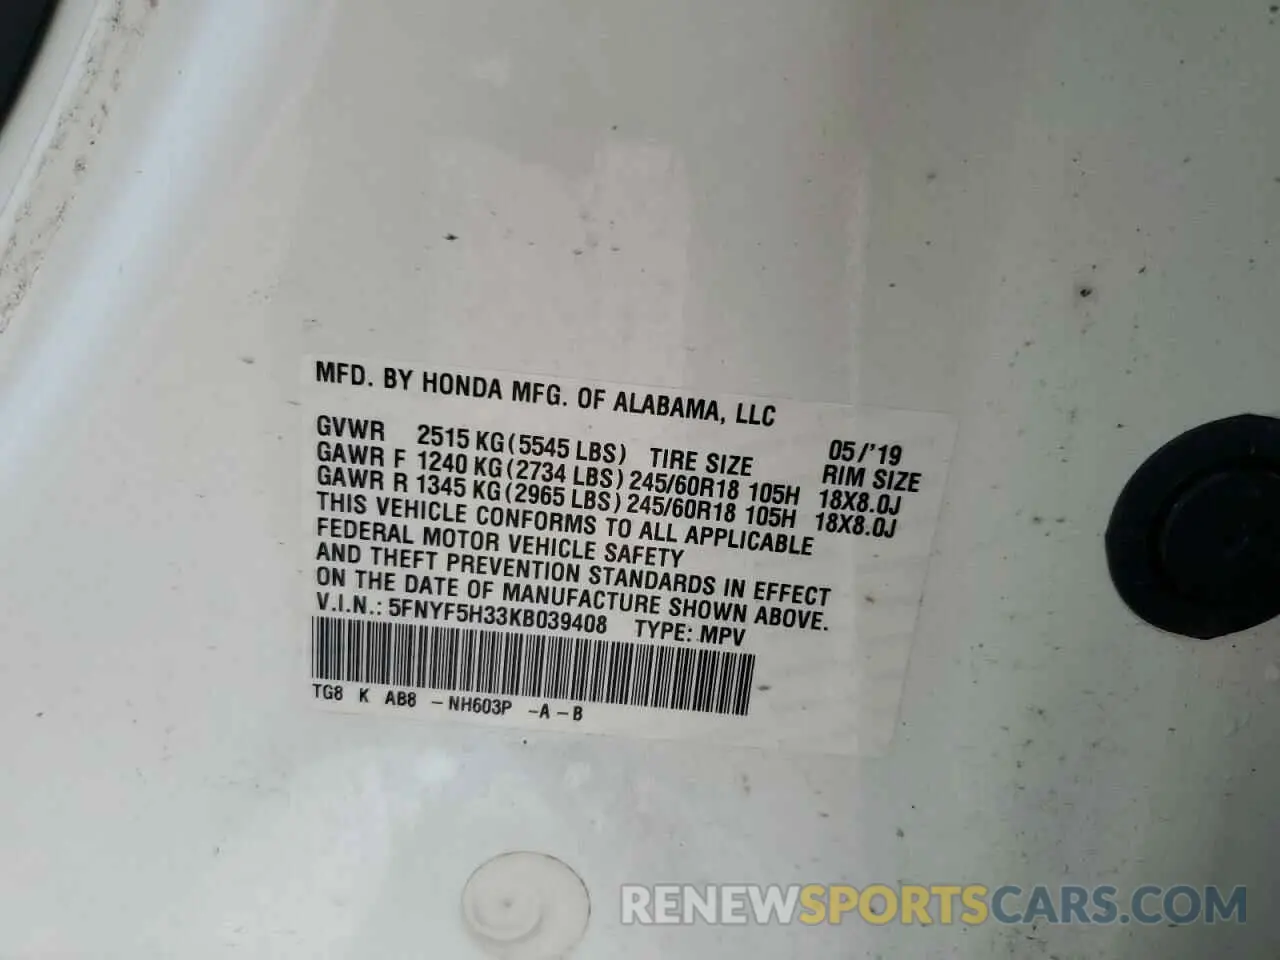 MFD. BY HONDA MFG. OF ALABAMA, LLC
05/'19
GVWR 2515 KG (5545 LBS) TIRE SIZE RIM SIZE
GAWR F 1240 KG (2734 LBS) 245/60R18 105H 18X8.0J
GAWR R 1345 KG (2965 LBS) 245/60R18 105H 18X8.0J
THIS VEHICLE CONFORMS TO ALL APPLICABLE
FEDERAL MOTOR VEHICLE SAFETY
AND THEFT PREVENTION STANDARDS IN EFFECT
ON THE DATE OF MANUFACTURE SHOWN ABOVE.
V.I.N.: 5FNYF5H33KB039408 TYPE: MPV
TG8 K AB8 -NH603P -A-B
RENEWSPORTSCARS.COM